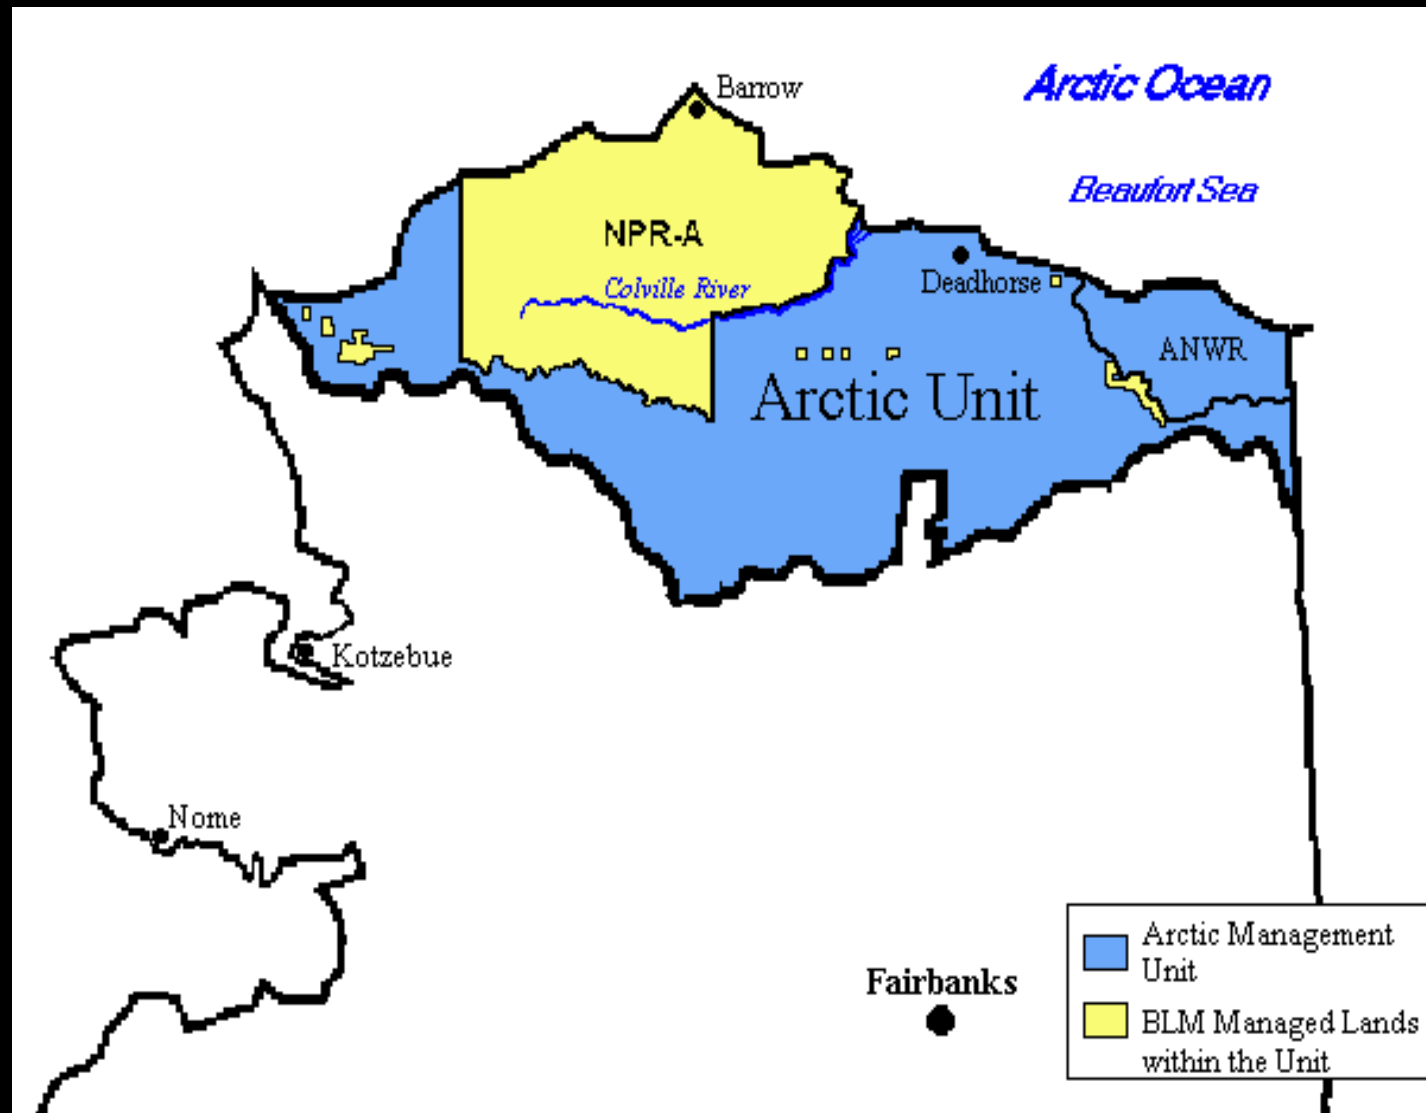 Barrow
Arctic Ocean
Beaufort Sea
NPR-A
Colville River
Deadhorse
ANWR
Arctic Unit
Kotzebue
Nome
Fairbanks
Arctic Management
Unit
BLM Managed Lands
within the Unit